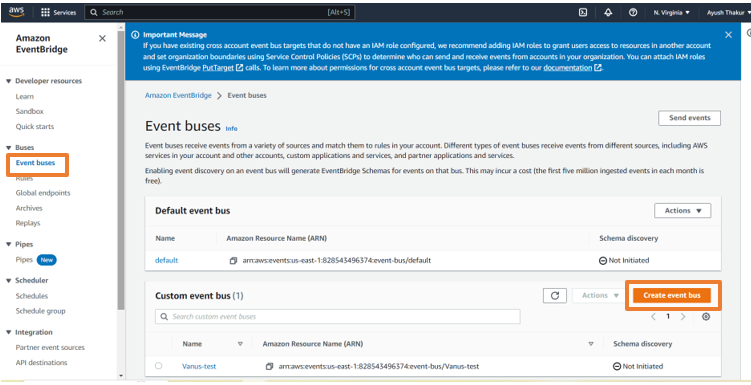 aws
Services
Search
[Alt+S]
N. Virginia
Ayush Thakur
Amazon
EventBridge
Developer resources
Learn
Sandbox
Quick starts
Buses
Event buses
Rules
Global endpoints
Archives
Replays
Pipes
Pipes New
Scheduler
Schedules
Schedule group
Integration
Partner event sources
API destinations
Important Message
If you have existing cross account event bus targets that do not have an IAM role configured, we recommend adding IAM roles to grant users access to resources in another account
and set organization boundaries using Service Control Policies (SCPs) to determine who can send and receive events from accounts in your organization. You can attach IAM roles
using EventBridge PutTarget calls. To learn more about permissions for cross account event bus targets, please refer to our documentation.
Amazon EventBridge > Event buses
Event buses Info
Send events
Event buses receive events from a variety of sources and match them to rules in your account. Different types of event buses receive events from different sources, including AWS
services in your account and other accounts, custom applications and services, and partner applications and services.
Enabling event discovery on an event bus will generate EventBridge Schemas for events on that bus. This may incur a cost (the first five million ingested events in each month is
free).
Default event bus
Actions
Name Amazon Resource Name (ARN) Schema discovery
default arn:aws:events:us-east-1:828543496374:event-bus/default Not Initiated
Custom event bus (1)
Actions
Create event bus
Search custom event buses
< 1 >
Name Amazon Resource Name (ARN) Schema discovery
Vanus-test arn:aws:events:us-east-1:828543496374:event-bus/Vanus-test Not Initiated